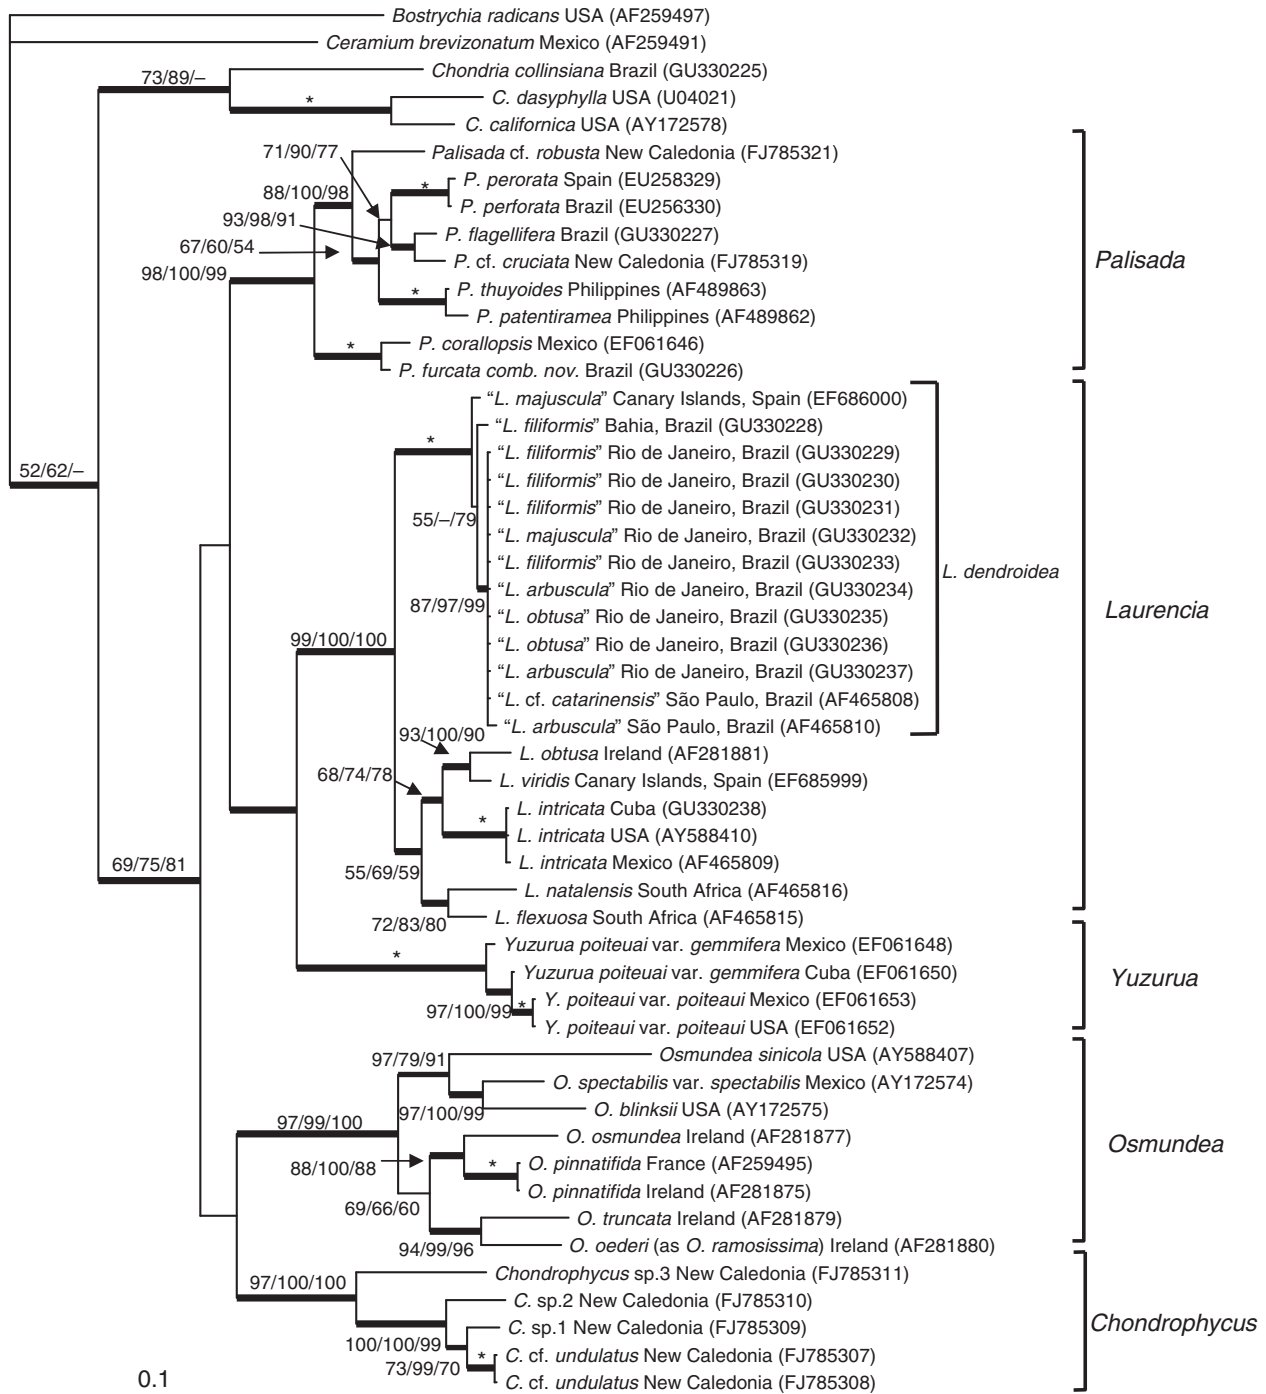 Bostrychia radicans USA (AF259497)
Ceramium brevizonatum Mexico (AF259491)
73/89/–
Chondria collinsiana Brazil (GU330225)
*
C. dasyphylla USA (U04021)
C. californica USA (AY172578)
71/90/77
Palisada cf. robusta New Caledonia (FJ785321)
*
P. perorata Spain (EU258329)
88/100/98
P. perforata Brazil (EU256330)
93/98/91
P. flagellifera Brazil (GU330227)
67/60/54
P. cf. cruciata New Caledonia (FJ785319)
Palisada
98/100/99
*
P. thuyoides Philippines (AF489863)
P. patentiramea Philippines (AF489862)
*
P. corallopsis Mexico (EF061646)
P. furcata comb. nov. Brazil (GU330226)
“L. majuscula” Canary Islands, Spain (EF686000)
“L. filiformis” Bahia, Brazil (GU330228)
*
“L. filiformis” Rio de Janeiro, Brazil (GU330229)
52/62/–
“L. filiformis” Rio de Janeiro, Brazil (GU330230)
“L. filiformis” Rio de Janeiro, Brazil (GU330231)
55/–/79
“L. majuscula” Rio de Janeiro, Brazil (GU330232)
“L. filiformis” Rio de Janeiro, Brazil (GU330233)
L. dendroidea
“L. arbuscula” Rio de Janeiro, Brazil (GU330234)
87/97/99
“L. obtusa” Rio de Janeiro, Brazil (GU330235)
Laurencia
99/100/100
“L. obtusa” Rio de Janeiro, Brazil (GU330236)
“L. arbuscula” Rio de Janeiro, Brazil (GU330237)
“L. cf. catarinensis” São Paulo, Brazil (AF465808)
“L. arbuscula” São Paulo, Brazil (AF465810)
93/100/90
L. obtusa Ireland (AF281881)
68/74/78
L. viridis Canary Islands, Spain (EF685999)
L. intricata Cuba (GU330238)
*
L. intricata USA (AY588410)
69/75/81
L. intricata Mexico (AF465809)
55/69/59
L. natalensis South Africa (AF465816)
72/83/80
L. flexuosa South Africa (AF465815)
*
Yuzurua poiteuai var. gemmifera Mexico (EF061648)
Yuzurua poiteuai var. gemmifera Cuba (EF061650)
Yuzurua
97/100/99
*
Y. poiteaui var. poiteaui Mexico (EF061653)
Y. poiteaui var. poiteaui USA (EF061652)
97/79/91
Osmundea sinicola USA (AY588407)
O. spectabilis var. spectabilis Mexico (AY172574)
97/100/99
O. blinksii USA (AY172575)
97/99/100
O. osmundea Ireland (AF281877)
Osmundea
88/100/88
*
O. pinnatifida France (AF259495)
O. pinnatifida Ireland (AF281875)
69/66/60
O. truncata Ireland (AF281879)
94/99/96
O. oederi (as O. ramosissima) Ireland (AF281880)
97/100/100
Chondrophycus sp.3 New Caledonia (FJ785311)
C. sp.2 New Caledonia (FJ785310)
C. sp.1 New Caledonia (FJ785309)
Chondrophycus
100/100/99
*
C. cf. undulatus New Caledonia (FJ785307)
73/99/70
C. cf. undulatus New Caledonia (FJ785308)
0.1